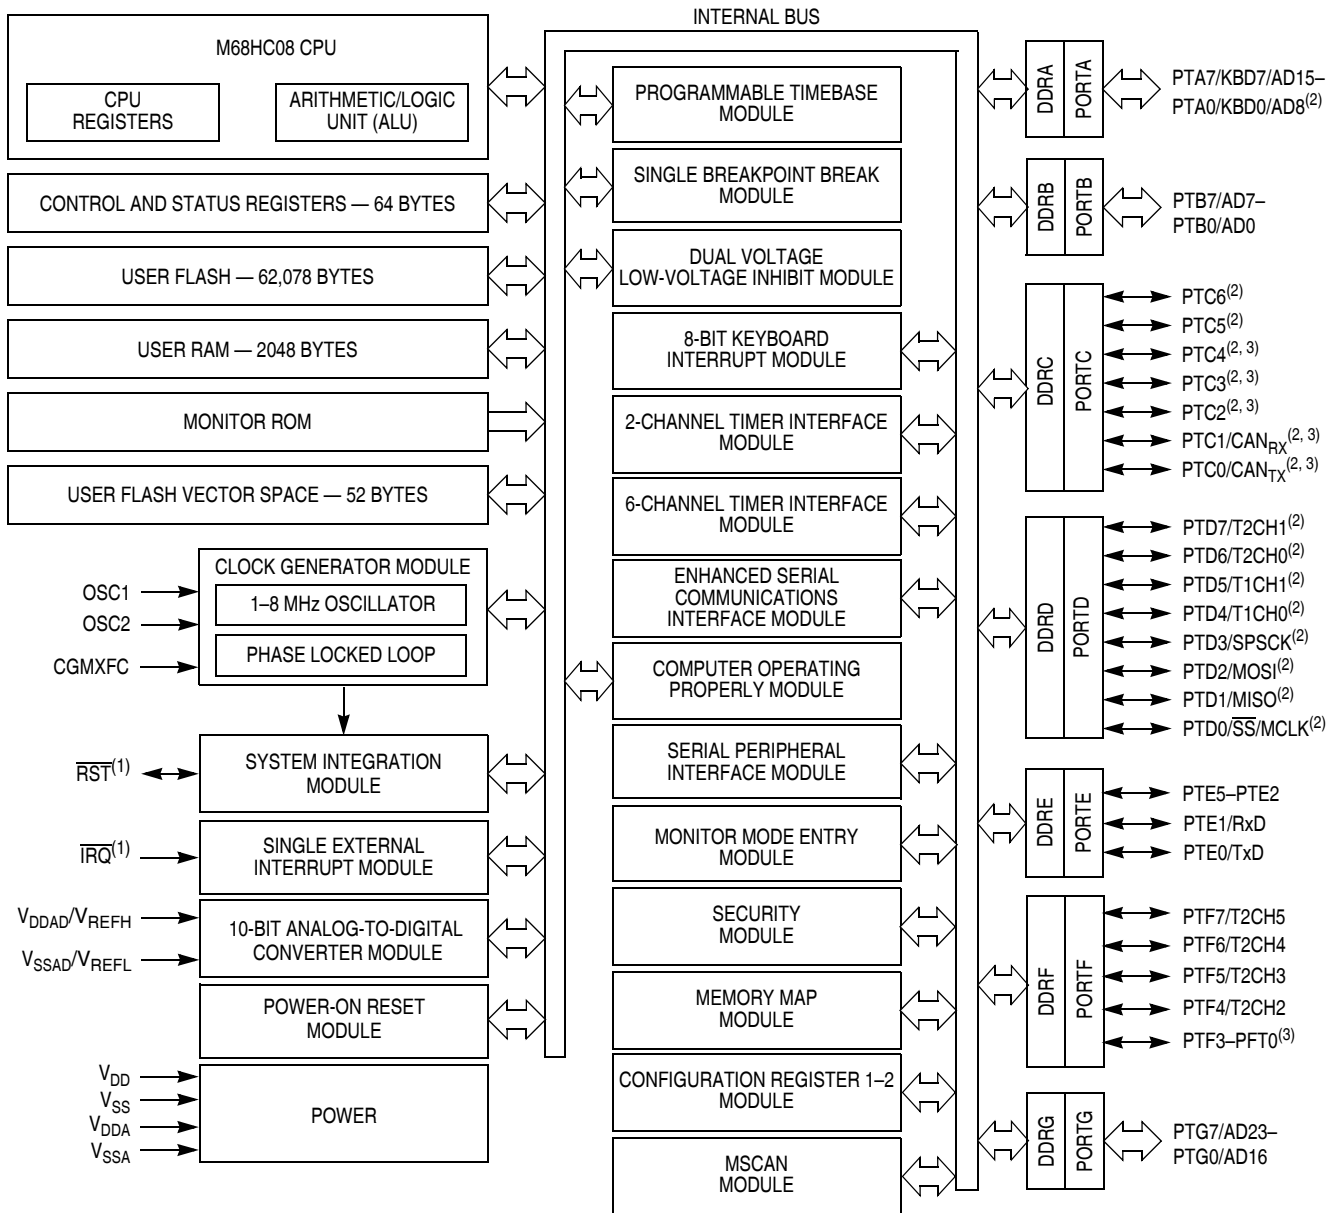 INTERNAL BUS
M68HC08 CPU
CPU
REGISTERS
ARITHMETIC/LOGIC
UNIT (ALU)
CONTROL AND STATUS REGISTERS — 64 BYTES
USER FLASH — 62,078 BYTES
USER RAM — 2048 BYTES
MONITOR ROM
USER FLASH VECTOR SPACE — 52 BYTES
CLOCK GENERATOR MODULE
1–8 MHz OSCILLATOR
PHASE LOCKED LOOP
OSC1
OSC2
CGMXFC
SYSTEM INTEGRATION
MODULE
RST(1)
SINGLE EXTERNAL
INTERRUPT MODULE
IRQ(1)
10-BIT ANALOG-TO-DIGITAL
CONVERTER MODULE
VDDAD/VREFH
VSSAD/VREFL
POWER-ON RESET
MODULE
POWER
VDD
VSS
VDDA
VSSA
PROGRAMMABLE TIMEBASE
MODULE
SINGLE BREAKPOINT BREAK
MODULE
DUAL VOLTAGE
LOW-VOLTAGE INHIBIT MODULE
8-BIT KEYBOARD
INTERRUPT MODULE
2-CHANNEL TIMER INTERFACE
MODULE
6-CHANNEL TIMER INTERFACE
MODULE
ENHANCED SERIAL
COMMUNICATIONS
INTERFACE MODULE
COMPUTER OPERATING
PROPERLY MODULE
SERIAL PERIPHERAL
INTERFACE MODULE
MONITOR MODE ENTRY
MODULE
SECURITY
MODULE
MEMORY MAP
MODULE
CONFIGURATION REGISTER 1–2
MODULE
MSCAN
MODULE
DDRA
PORTA
PTA7/KBD7/AD15–
PTA0/KBD0/AD8(2)
DDRB
PORTB
PTB7/AD7–
PTB0/AD0
DDRC
PORTC
PTC6(2)
PTC5(2)
PTC4(2, 3)
PTC3(2, 3)
PTC2(2, 3)
PTC1/CANRX(2, 3)
PTC0/CANTX(2, 3)
DDRD
PORTD
PTD7/T2CH1(2)
PTD6/T2CH0(2)
PTD5/T1CH1(2)
PTD4/T1CH0(2)
PTD3/SPSCK(2)
PTD2/MOSI(2)
PTD1/MISO(2)
PTD0/SS/MCLK(2)
DDRE
PORTE
PTE5–PTE2
PTE1/RxD
PTE0/TxD
DDRF
PORTF
PTF7/T2CH5
PTF6/T2CH4
PTF5/T2CH3
PTF4/T2CH2
PTF3–PFT0(3)
DDRG
PORTG
PTG7/AD23–
PTG0/AD16